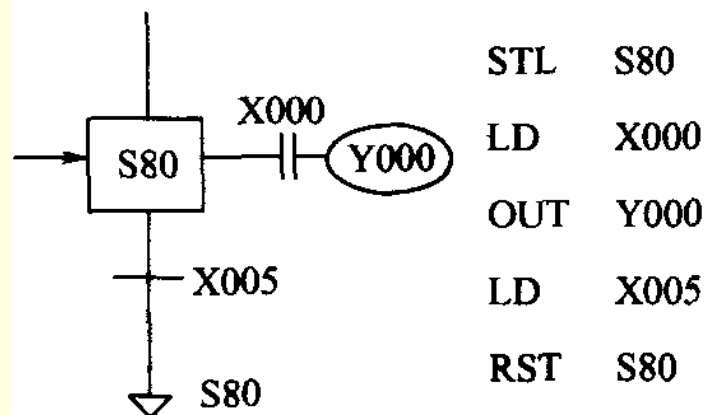 X000
S80
Y000
X005
S80
STL S80
LD X000
OUT Y000
LD X005
RST S80